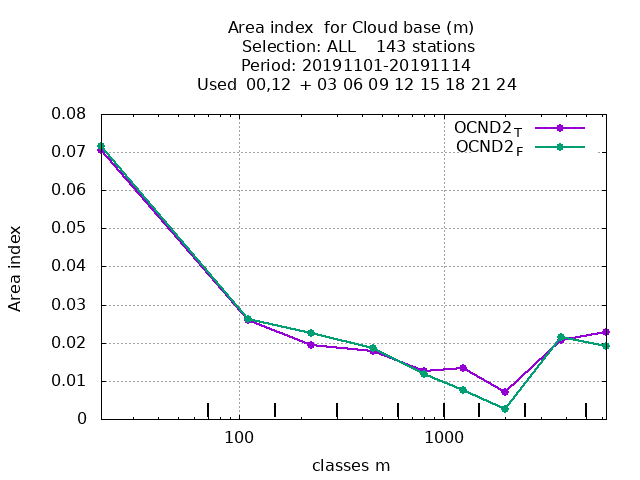 Area index  for Cloud base (m)
Selection: ALL    143 stations
Period: 20191101-20191114
Used  00,12  + 03 06 09 12 15 18 21 24
OCND2T
OCND2F
0.08
0.07
0.06
0.05
0.04
0.03
0.02
0.01
0
Area index
100 1000
classes m